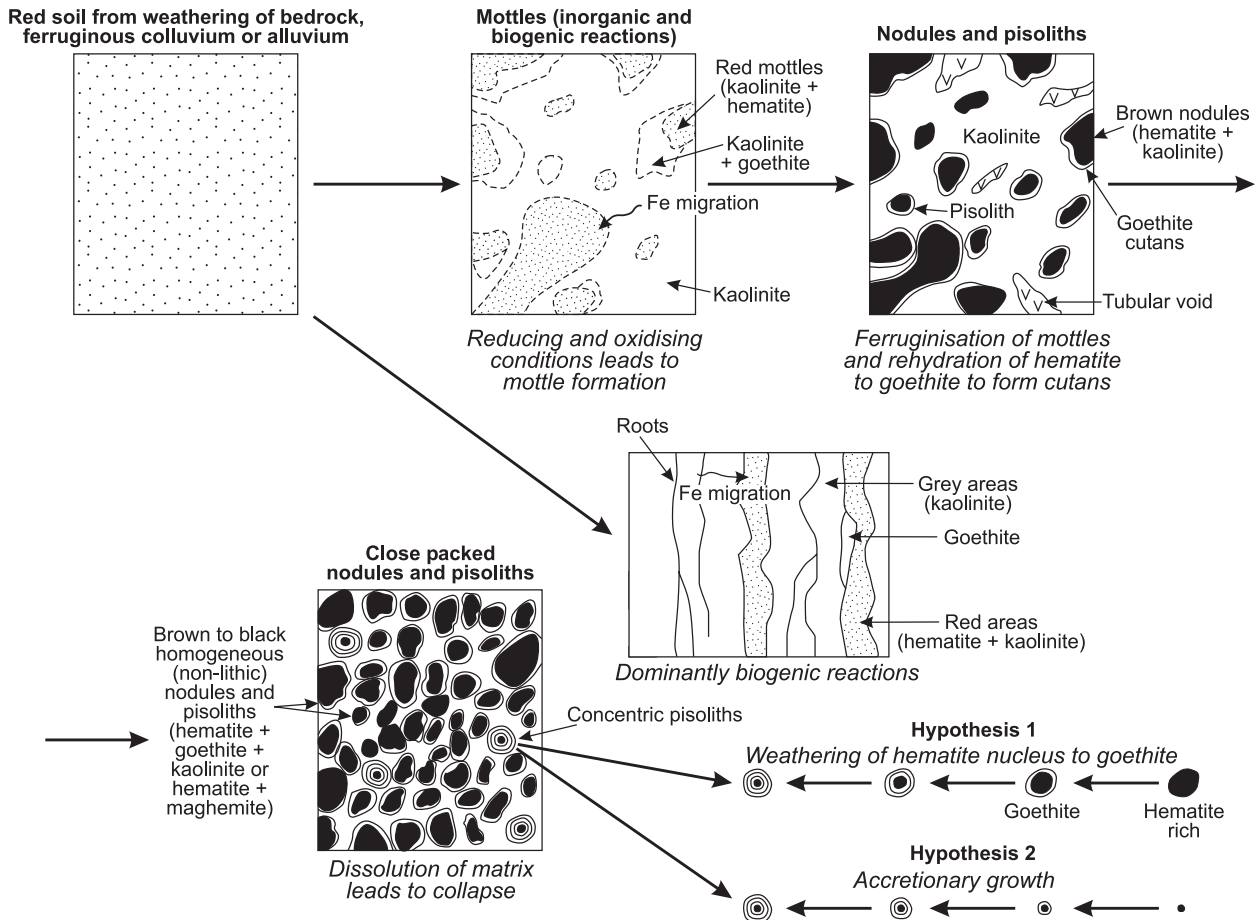 Red soil from weathering of bedrock,
ferruginous colluvium or alluvium
Mottles (inorganic and
biogenic reactions)
Red mottles
(kaolinite +
hematite)
Kaolinite
+ goethite
Fe migration
Kaolinite
Reducing and oxidising
conditions leads to
mottle formation
Nodules and pisoliths
Kaolinite
Brown nodules
(hematite +
kaolinite)
Pisolith
Goethite
cutans
Tubular void
Ferruginisation of mottles
and rehydration of hematite
to goethite to form cutans
Roots
Fe migration
Grey areas
(kaolinite)
Goethite
Red areas
(hematite + kaolinite)
Dominantly biogenic reactions
Close packed
nodules and pisoliths
Brown to black
homogeneous
(non-lithic)
nodules and
pisoliths
(hematite +
goethite +
kaolinite or
hematite +
maghemite)
Concentric pisoliths
Dissolution of matrix
leads to collapse
Hypothesis 1
Weathering of hematite nucleus to goethite
Goethite
Hematite
rich
Hypothesis 2
Accretionary growth